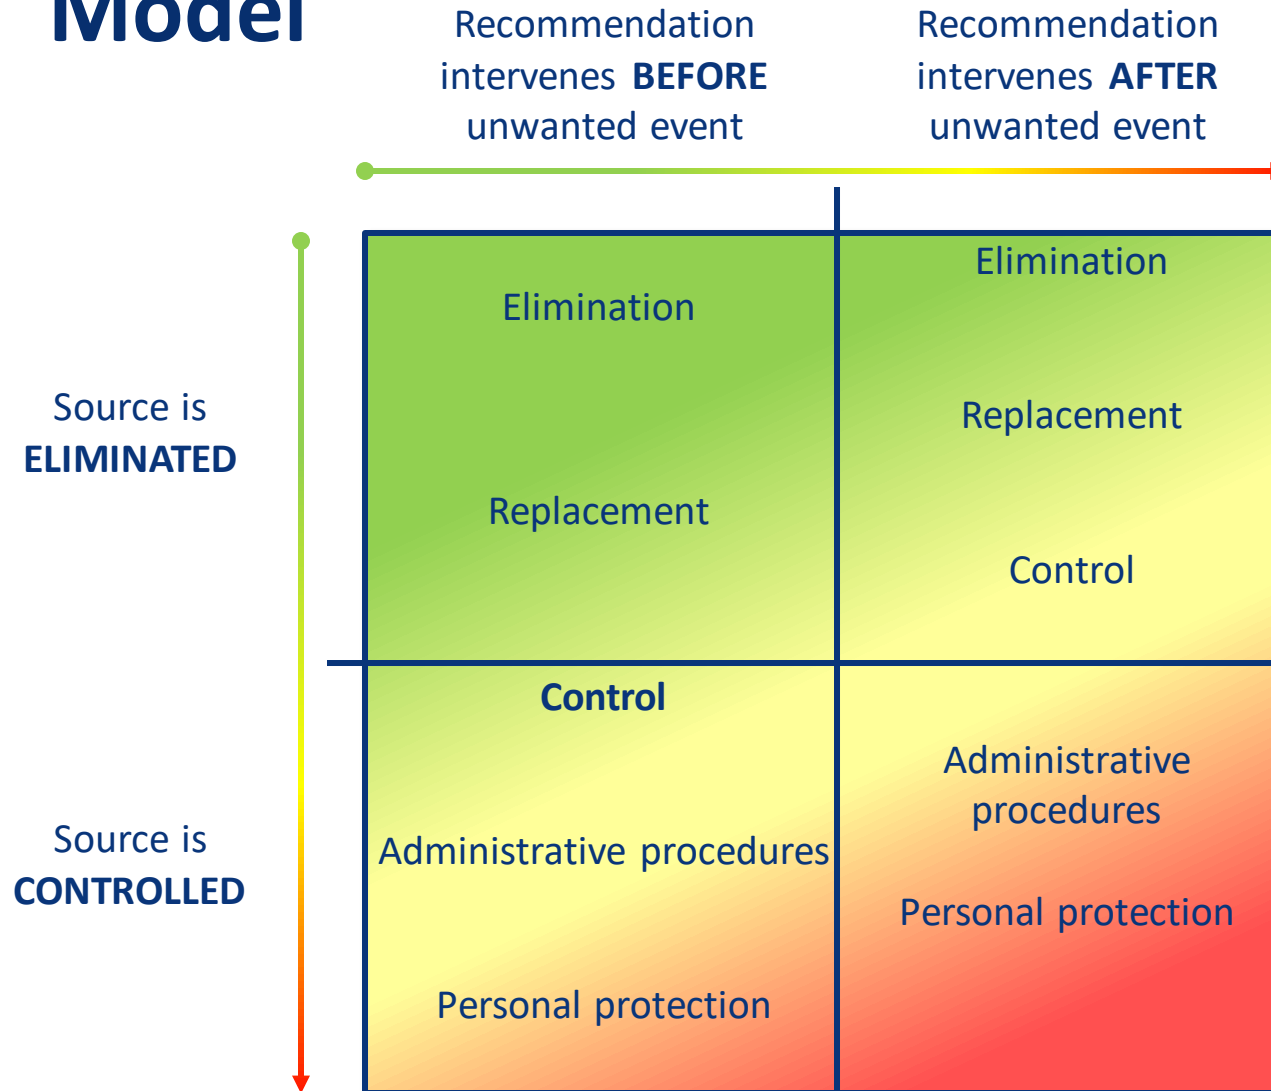 Model
Recommendation
intervenes BEFORE
unwanted event
Recommendation
intervenes AFTER
unwanted event
Source is
ELIMINATED
Elimination
Replacement
Elimination
Replacement
Control
Source is
CONTROLLED
Control
Administrative procedures
Personal protection
Administrative
procedures
Personal protection